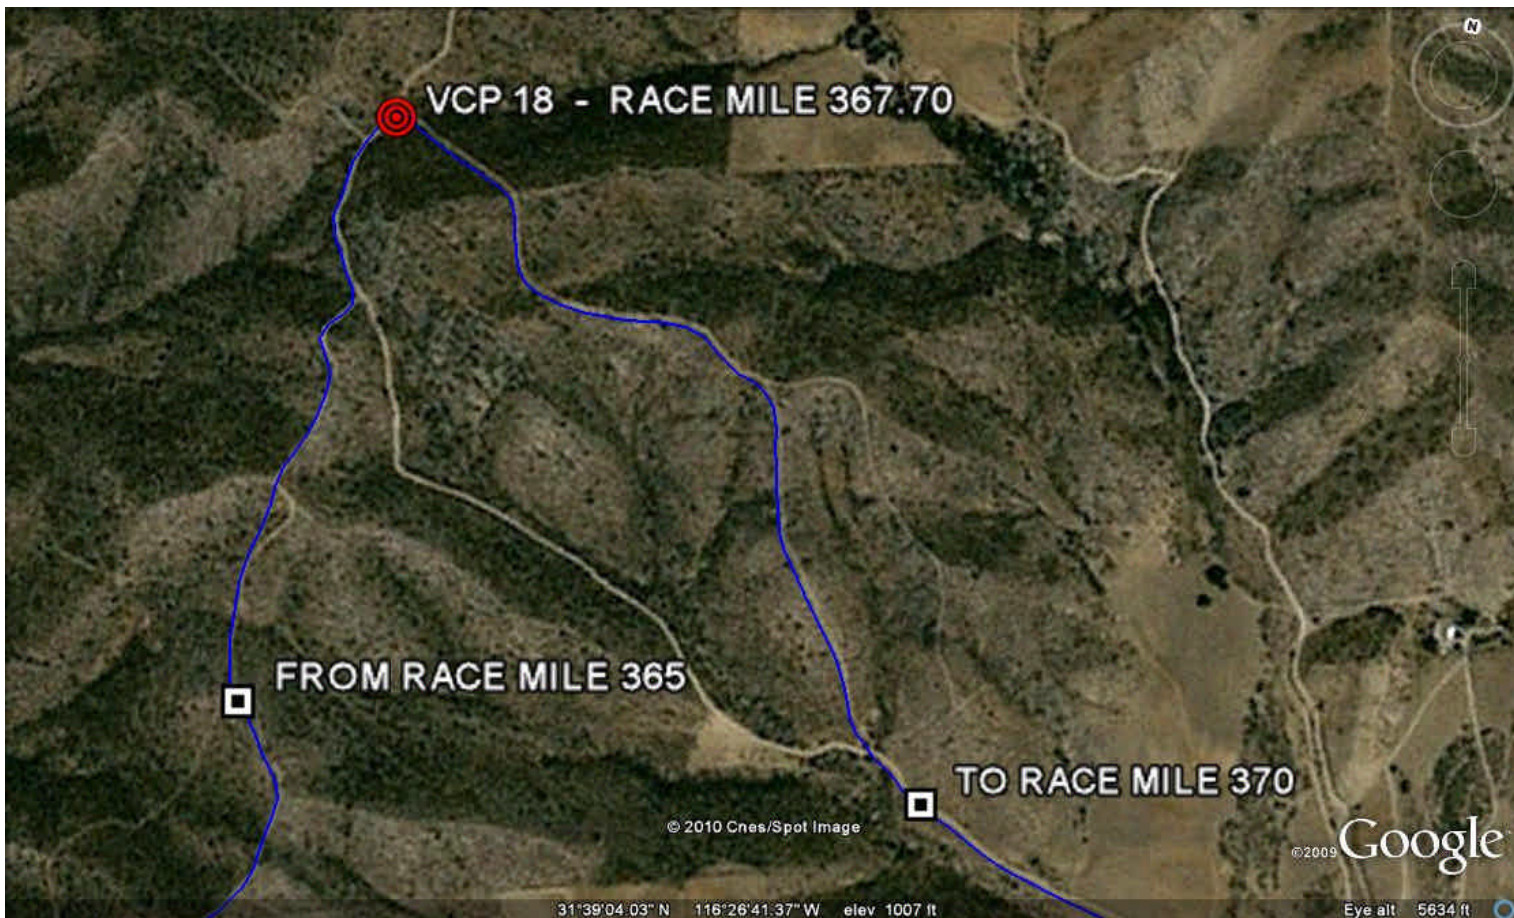 N
VCP 18 - RACE MILE 367.70
FROM RACE MILE 365
TO RACE MILE 370
© 2010 Cnes/Spot Image
©2009 Google
31°39'04.03" N 116°26'41.37" W elev 1007 ft
Eye alt 5634 ft